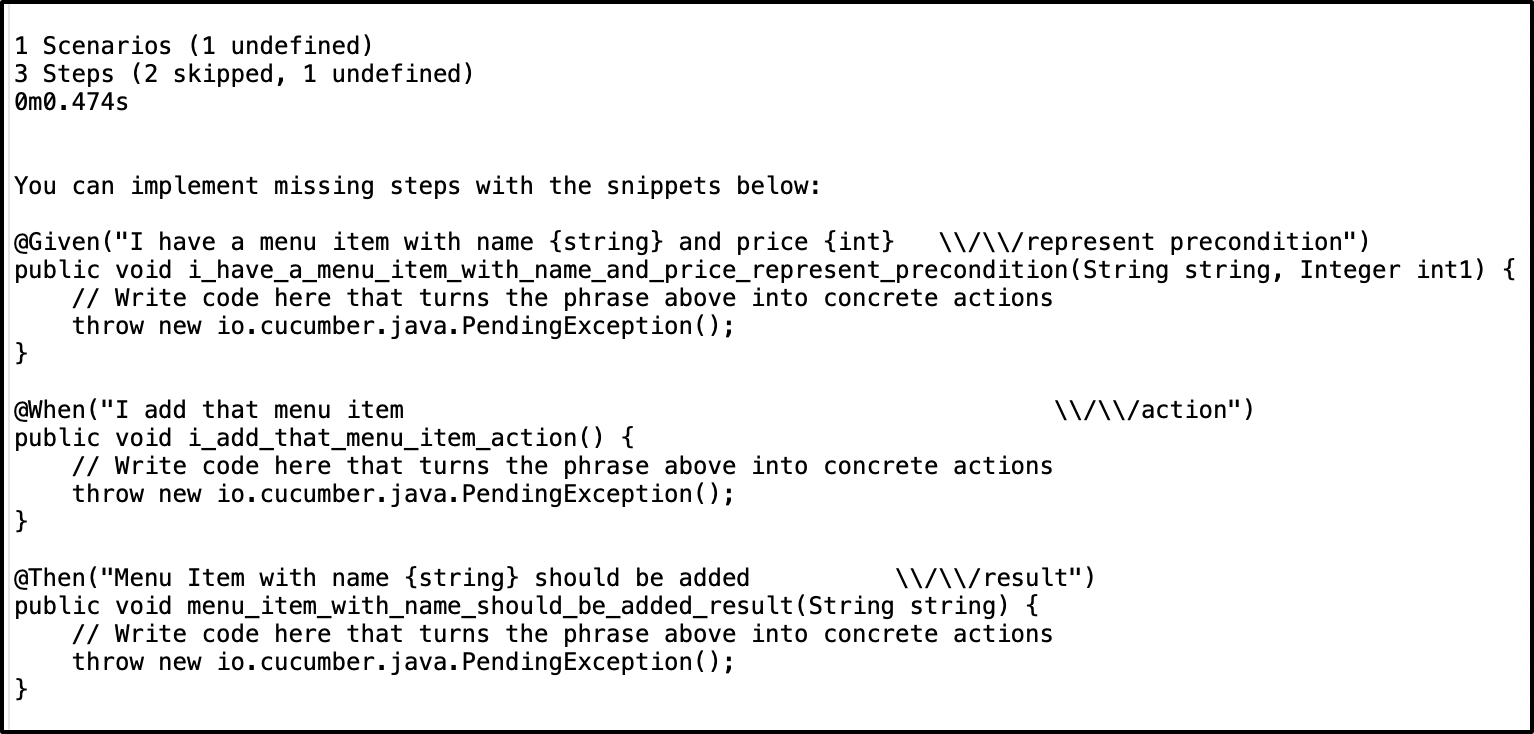 1 Scenarios (1 undefined)
3 Steps (2 skipped, 1 undefined)
0m0.474s
You can implement missing steps with the snippets below:
@Given("I have a menu item with name {string} and price {int}   \\/\\/represent precondition")
public void i_have_a_menu_item_with_name_and_price_represent_precondition(String string, Integer int1) {
    // Write code here that turns the phrase above into concrete actions
    throw new io.cucumber.java.PendingException();
}
@When("I add that menu item                                             \\/\\/action")
public void i_add_that_menu_item_action() {
    // Write code here that turns the phrase above into concrete actions
    throw new io.cucumber.java.PendingException();
}
@Then("Menu Item with name {string} should be added          \\/\\/result")
public void menu_item_with_name_should_be_added_result(String string) {
    // Write code here that turns the phrase above into concrete actions
    throw new io.cucumber.java.PendingException();
}